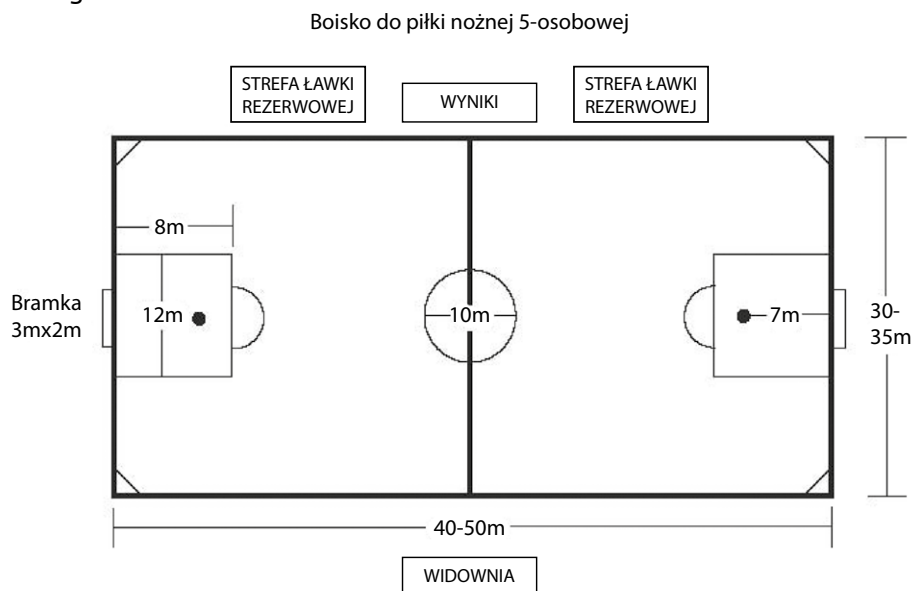 Boisko do piłki nożnej 5-osobowej
STREFA ŁAWKI
REZERWOWEJ
WYNIKI
STREFA ŁAWKI
REZERWOWEJ
8m
Bramka
3mx2m
12m
10m
7m
30-
35m
40-50m
WIDOWNIA